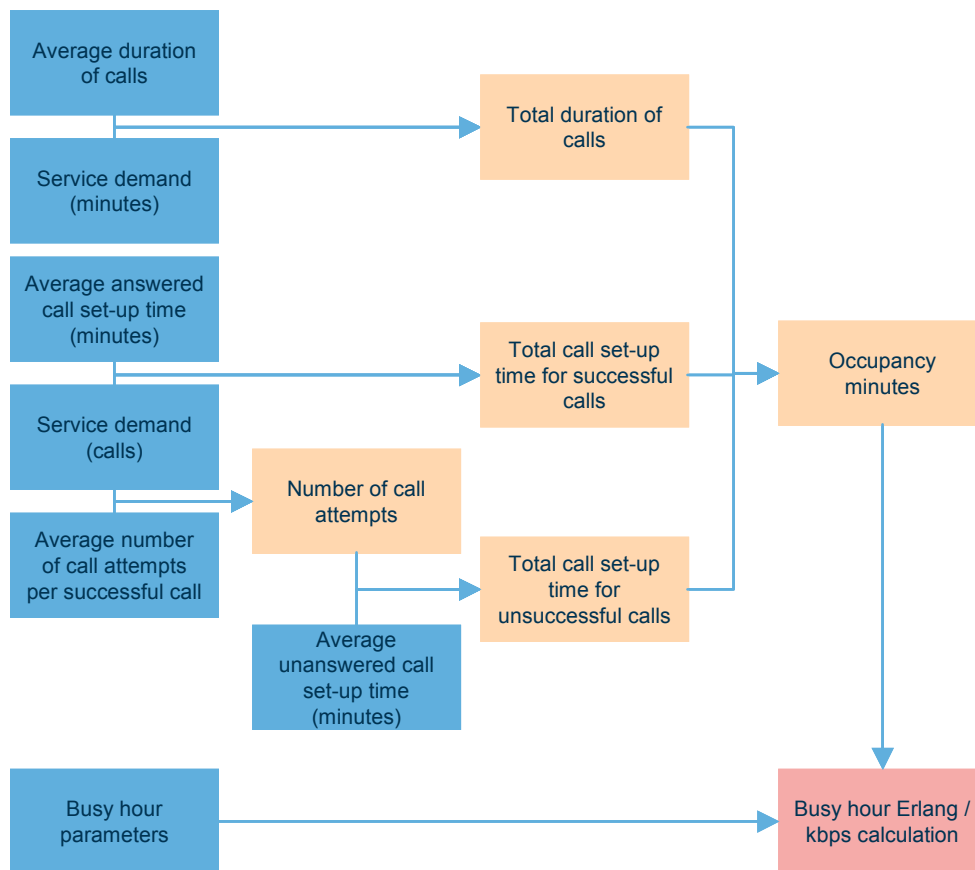 Average duration
of calls
Total duration of
calls
Service demand
(minutes)
Average answered
call set-up time
(minutes)
Total call set-up
time for successful
calls
Occupancy
minutes
Service demand
(calls)
Number of call
attempts
Average number
of call attempts
per successful call
Total call set-up
time for
unsuccessful calls
Average
unanswered call
set-up time
(minutes)
Busy hour
parameters
Busy hour Erlang /
kbps calculation